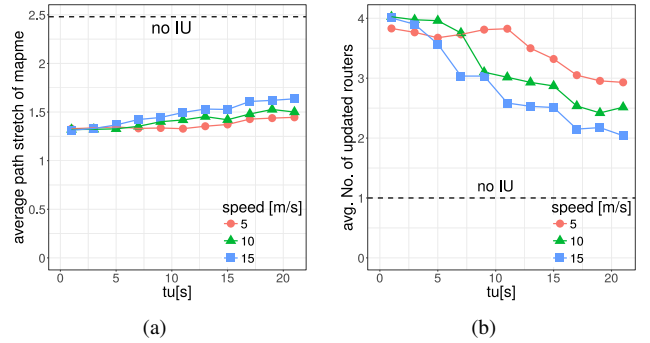 average path stretch of mapme
2.5
2
1.5
1
0.5
0
no IU
speed [m/s]
5
10
15
0
5
10
15
20
tu[s]
(a)
avg. No. of updated routers
4
3
2
1
0
no IU
speed [m/s]
5
10
15
0
5
10
15
20
tu[s]
(b)